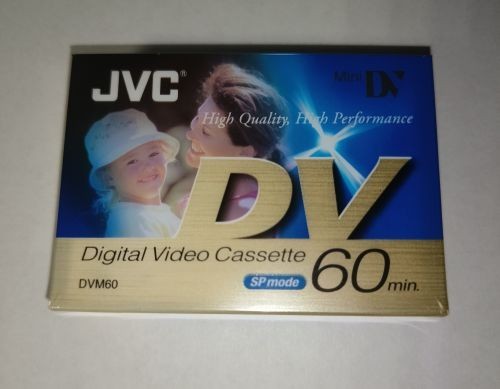 JVC®
Mini DV
High Quality, High Performance
DV
Digital Video Cassette
DVM60
SP mode
60 min.